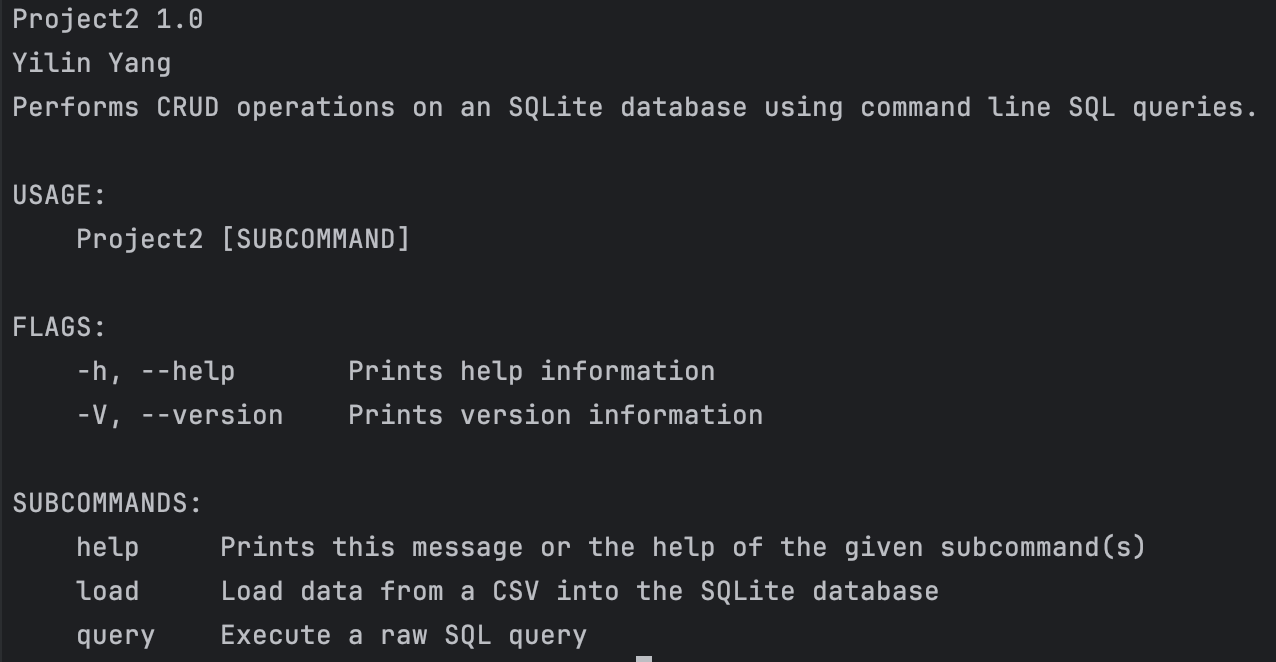 Project2 1.0
Yilin Yang
Performs CRUD operations on an SQLite database using command line SQL queries.

USAGE:
    Project2 [SUBCOMMAND]

FLAGS:
    -h, --help       Prints help information
    -V, --version    Prints version information

SUBCOMMANDS:
    help     Prints this message or the help of the given subcommand(s)
    load     Load data from a CSV into the SQLite database
    query    Execute a raw SQL query